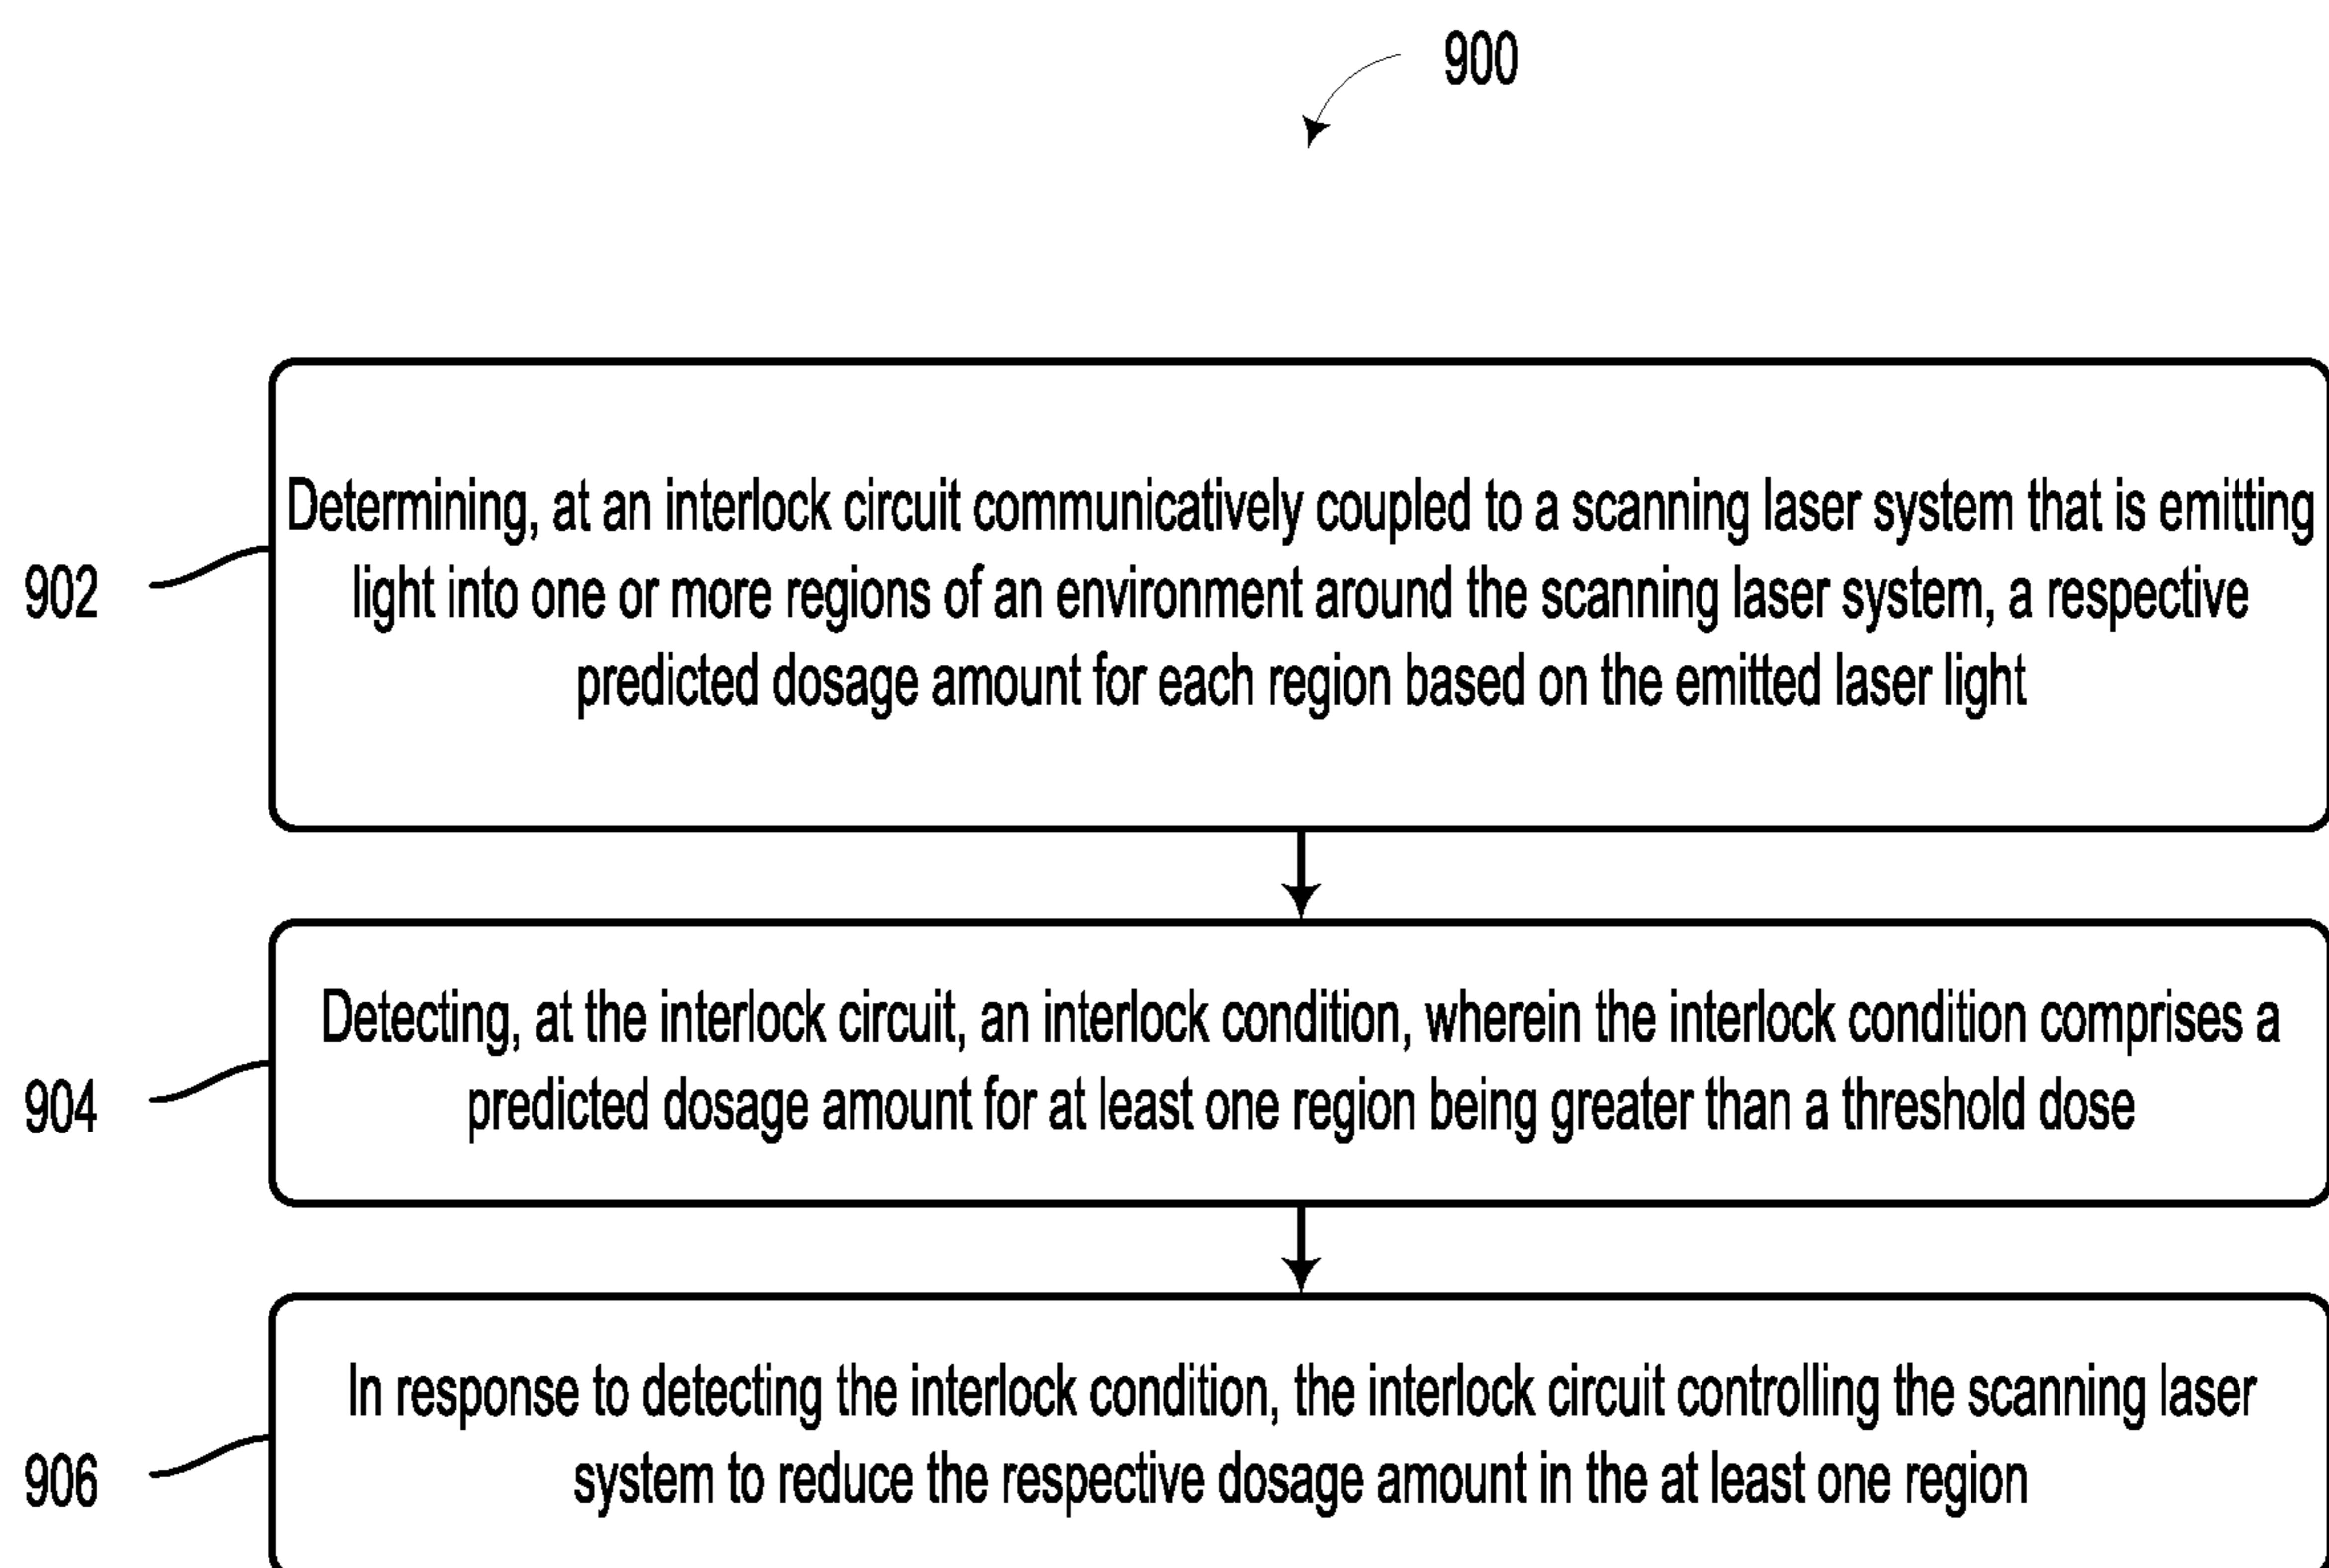 900
Determining, at an interlock circuit communicatively coupled to a scanning laser system that is emitting
light into one or more regions of an environment around the scanning laser system, a respective
predicted dosage amount for each region based on the emitted laser light
902
Detecting, at the interlock circuit, an interlock condition, wherein the interlock condition comprises a
predicted dosage amount for at least one region being greater than a threshold dose
904
In response to detecting the interlock condition, the interlock circuit controlling the scanning laser
system to reduce the respective dosage amount in the at least one region
906